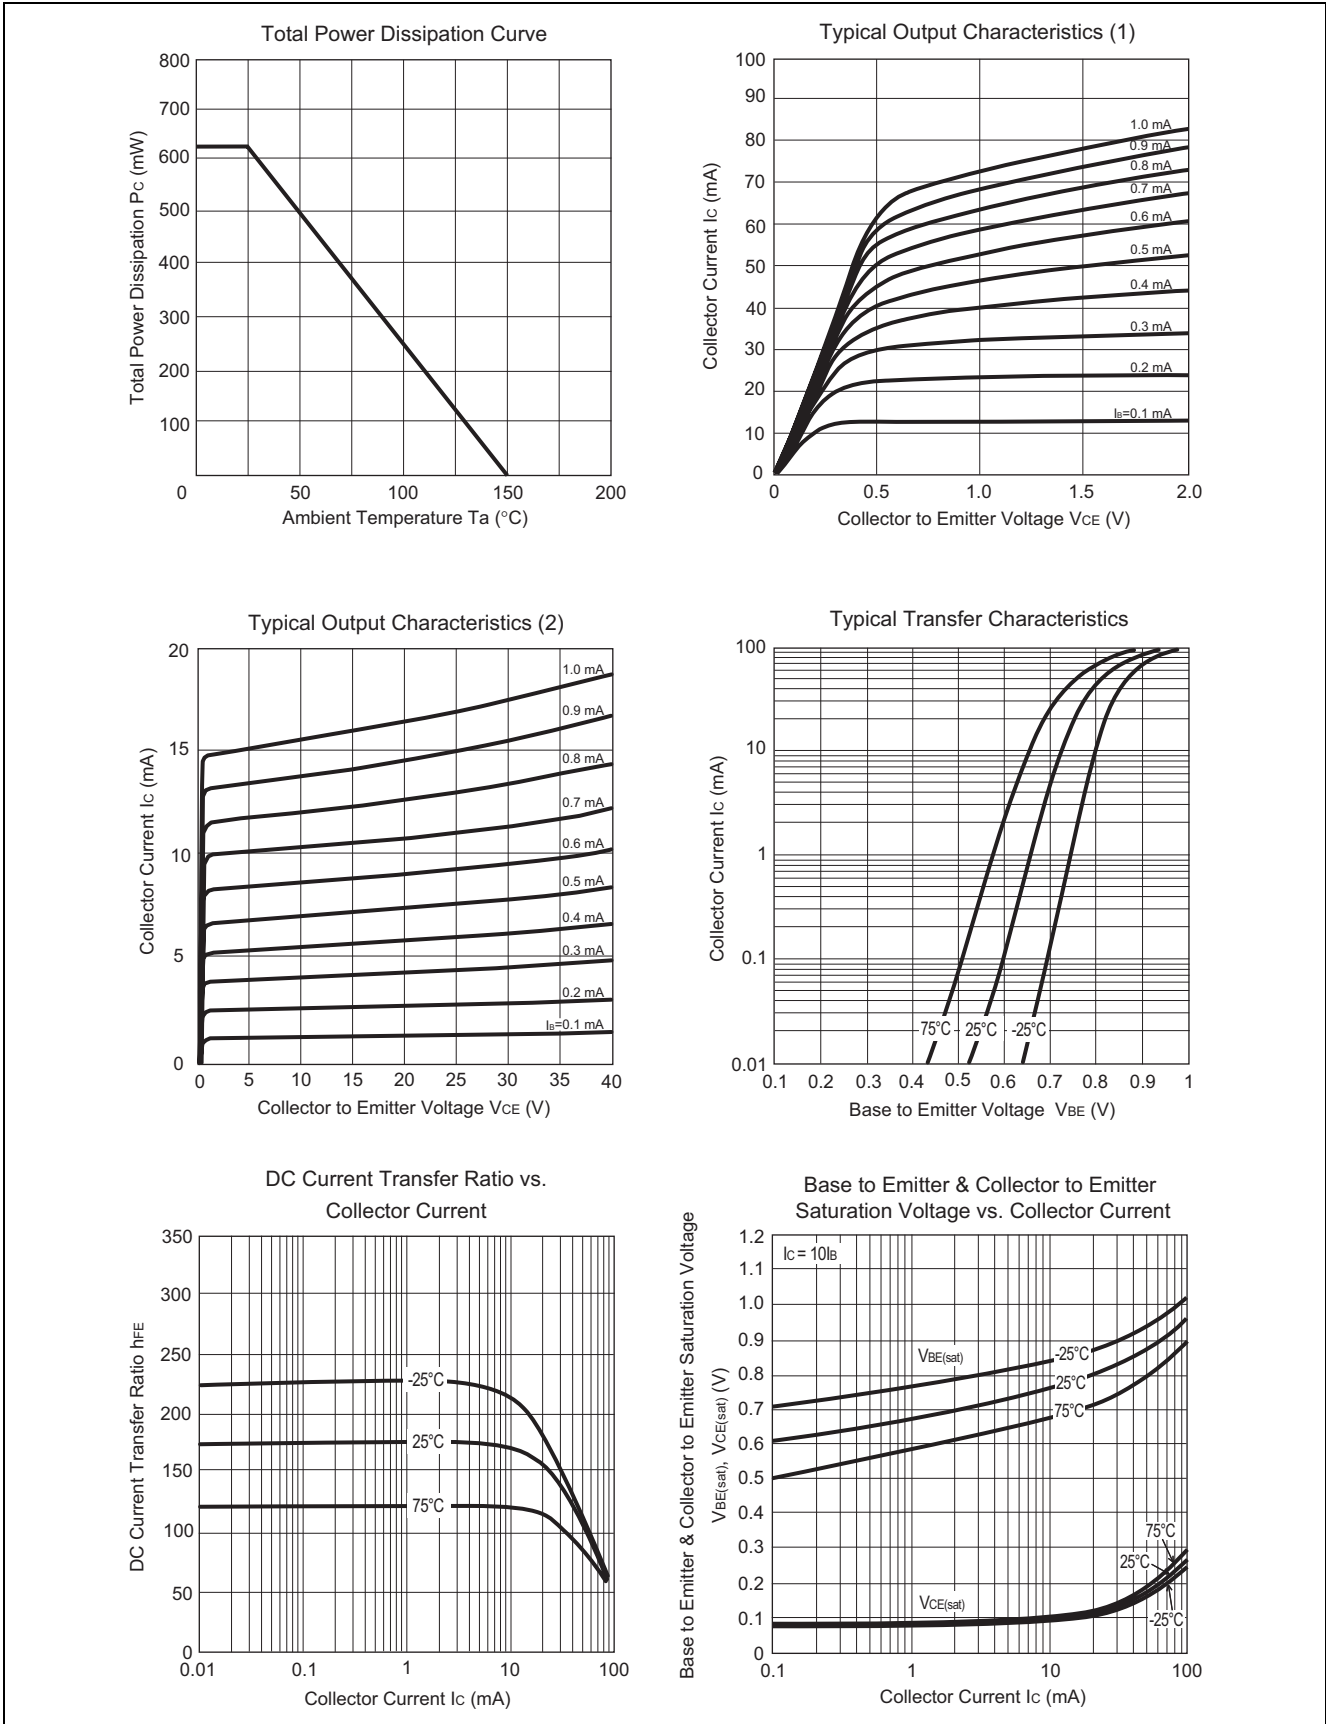 Total Power Dissipation Curve
800
700
600
500
400
300
200
100
0
50
100
150
200
Total Power Dissipation Pc (mW)
Ambient Temperature Ta (°C)
Typical Output Characteristics (1)
100
90
80
70
60
50
40
30
20
10
0
0
0.5
1.0
1.5
2.0
1.0 mA
0.9 mA
0.8 mA
0.7 mA
0.6 mA
0.5 mA
0.4 mA
0.3 mA
0.2 mA
IB=0.1 mA
Collector Current Ic (mA)
Collector to Emitter Voltage VCE (V)
Typical Output Characteristics (2)
20
15
10
5
0
0
5
10
15
20
25
30
35
40
1.0 mA
0.9 mA
0.8 mA
0.7 mA
0.6 mA
0.5 mA
0.4 mA
0.3 mA
0.2 mA
IB=0.1 mA
Collector Current Ic (mA)
Collector to Emitter Voltage VCE (V)
Typical Transfer Characteristics
100
10
1
0.1
0.01
0.1
0.2
0.3
0.4
0.5
0.6
0.7
0.8
0.9
1
75°C
25°C
-25°C
Collector Current Ic (mA)
Base to Emitter Voltage VBE (V)
DC Current Transfer Ratio vs.
Collector Current
350
300
250
200
150
100
50
0
0.01
0.1
1
10
100
-25°C
25°C
75°C
DC Current Transfer Ratio hFE
Collector Current Ic (mA)
Base to Emitter & Collector to Emitter
Saturation Voltage vs. Collector Current
1.2
1.1
1.0
0.9
0.8
0.7
0.6
0.5
0.4
0.3
0.2
0.1
0
0.1
1
10
100
Ic = 10IB
VBE(sat)
-25°C
25°C
75°C
75°C
25°C
VCE(sat)
-25°C
Base to Emitter & Collector to Emitter Saturation Voltage
VBE(sat), VCE(sat) (V)
Collector Current Ic (mA)